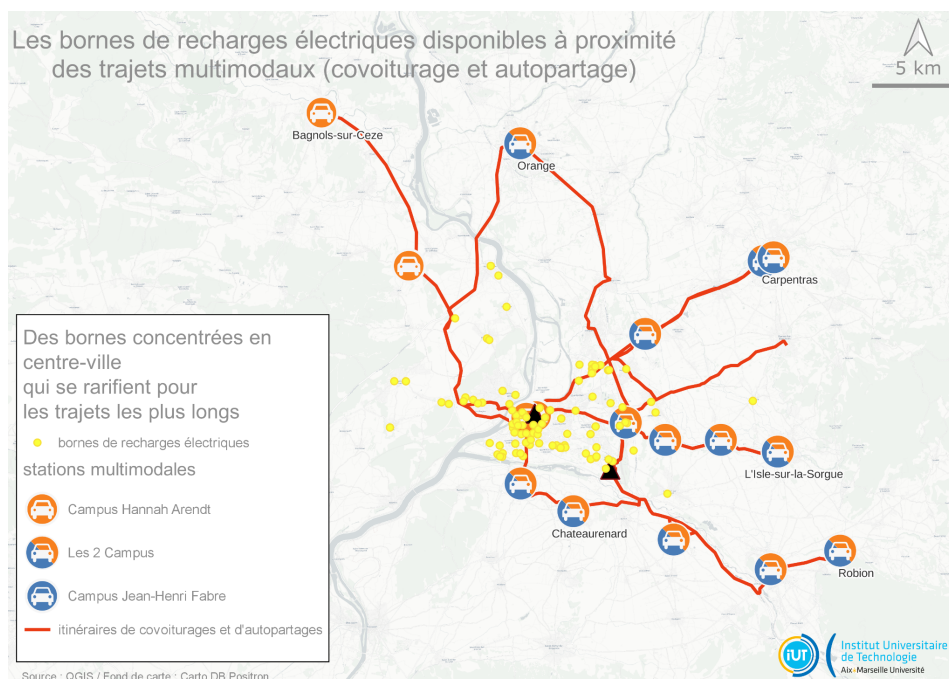 Les bornes de recharges électriques disponibles à proximité
des trajets multimodaux (covoiturage et autopartage)
5 km
Bagnols-sur-Ceze
Orange
Carpentras
Des bornes concentrées en
centre-ville
qui se rarifient pour
les trajets les plus longs
bornes de recharges électriques
stations multimodales
Campus Hannah Arendt
Les 2 Campus
Campus Jean-Henri Fabre
itinéraires de covoiturages et d'autopartages
L'Isle-sur-la-Sorgue
Chateaurenard
Robion
iUT
Institut Universitaire
de Technologie
Aix·Marseille Université
Source : QGIS / Fond de carte : Carto DB Positron